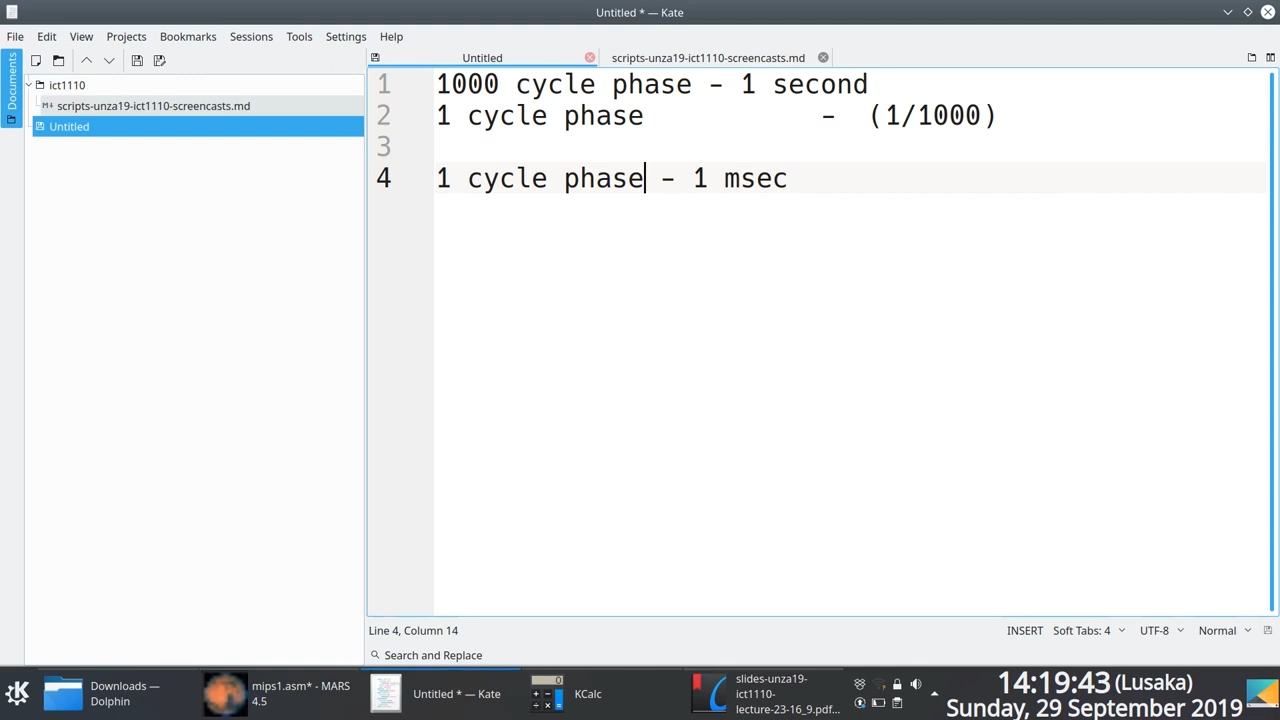 Untitled * — Kate
File Edit View Projects Bookmarks Sessions Tools Settings Help
Documents
Untitled
scripts-unza19-ict1110-screencasts.md
ict1110
scripts-unza19-ict1110-screencasts.md
Untitled
1 1000 cycle phase - 1 second
2 1 cycle phase - (1/1000)
3
4 1 cycle phase - 1 msec
Line 4, Column 14
INSERT
Soft Tabs: 4
UTF-8
Normal
Search and Replace
Downloads —
Dolphin
mips1.asm* - MARS
4.5
Untitled * — Kate
0
KCalc
slides-unza19-
ict1110-
lecture-23-16_9.pdf...
14:19:43 (Lusaka)
Sunday, 29 September 2019